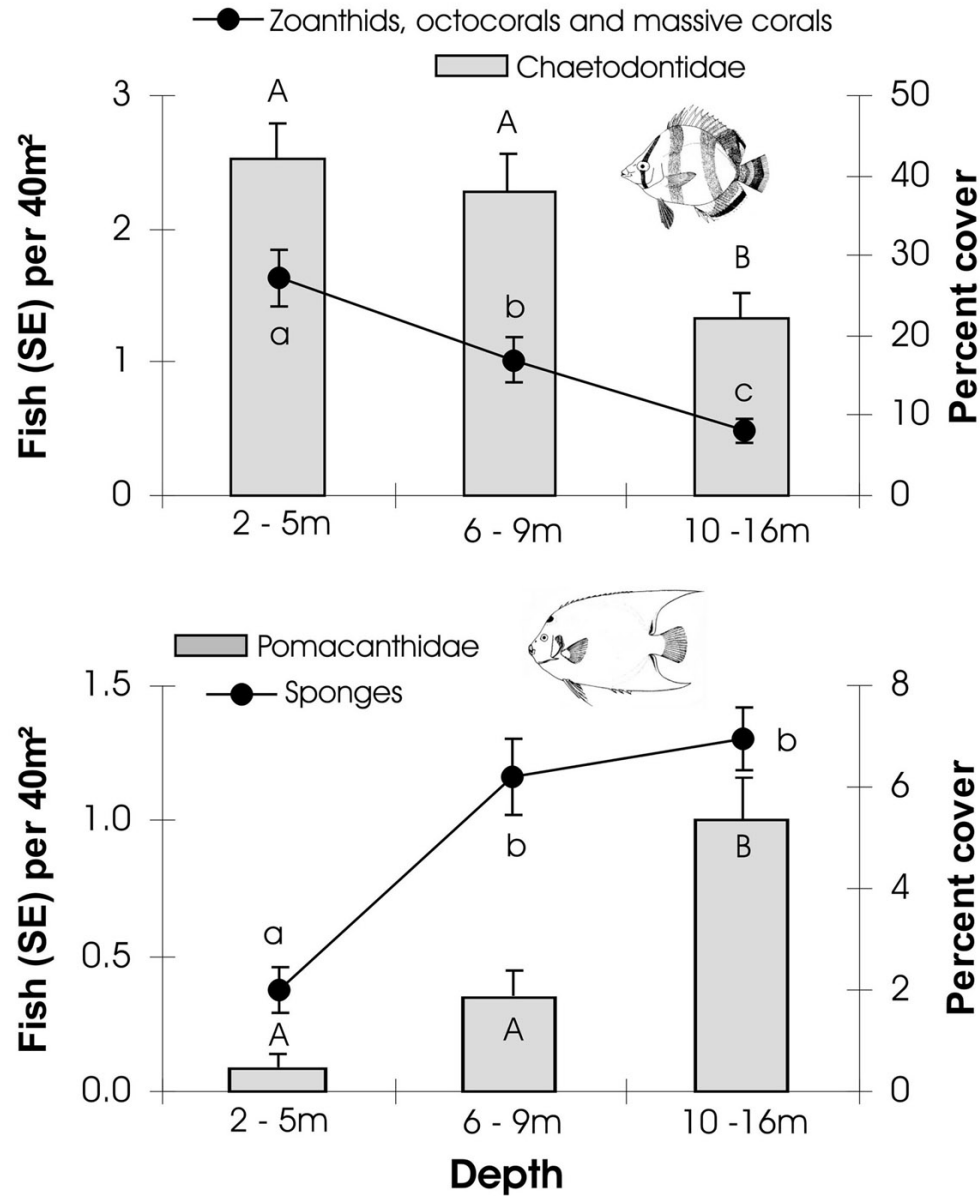 Zoanthids, octocorals and massive corals
Chaetodontidae
Fish (SE) per 40m²
3
2
1
0
A
A
B
a
b
c
50
40
30
20
10
0
Percent cover
2 - 5m
6 - 9m
10 -16m
Pomacanthidae
Sponges
Fish (SE) per 40m²
1.5
1.0
0.5
0.0
a
b
b
A
A
B
8
6
4
2
0
Percent cover
2 - 5m
6 - 9m
10 -16m
Depth